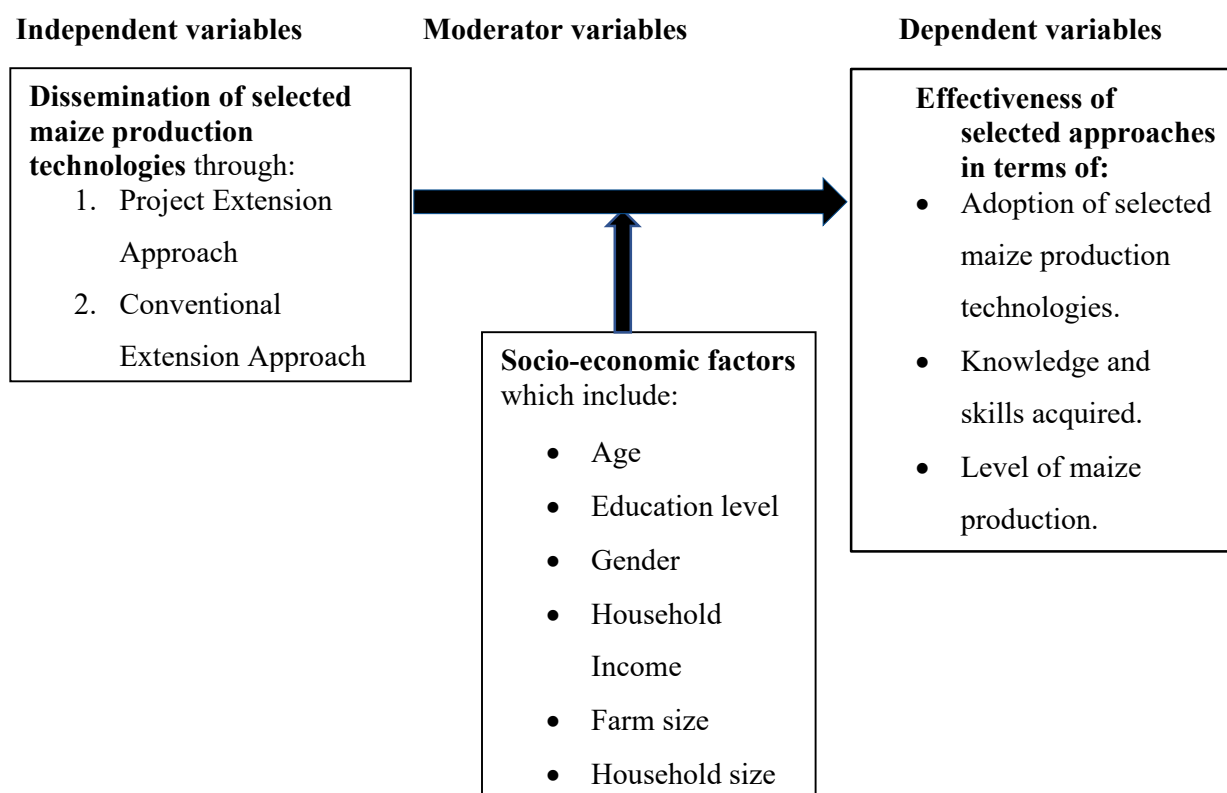 Independent variables
Moderator variables
Dependent variables
Dissemination of selected
maize production
technologies through:
1. Project Extension
Approach
2. Conventional
Extension Approach
Socio-economic factors
which include:
• Age
• Education level
• Gender
• Household
Income
• Farm size
• Household size
Effectiveness of
selected approaches
in terms of:
• Adoption of selected
maize production
technologies.
• Knowledge and
skills acquired.
• Level of maize
production.